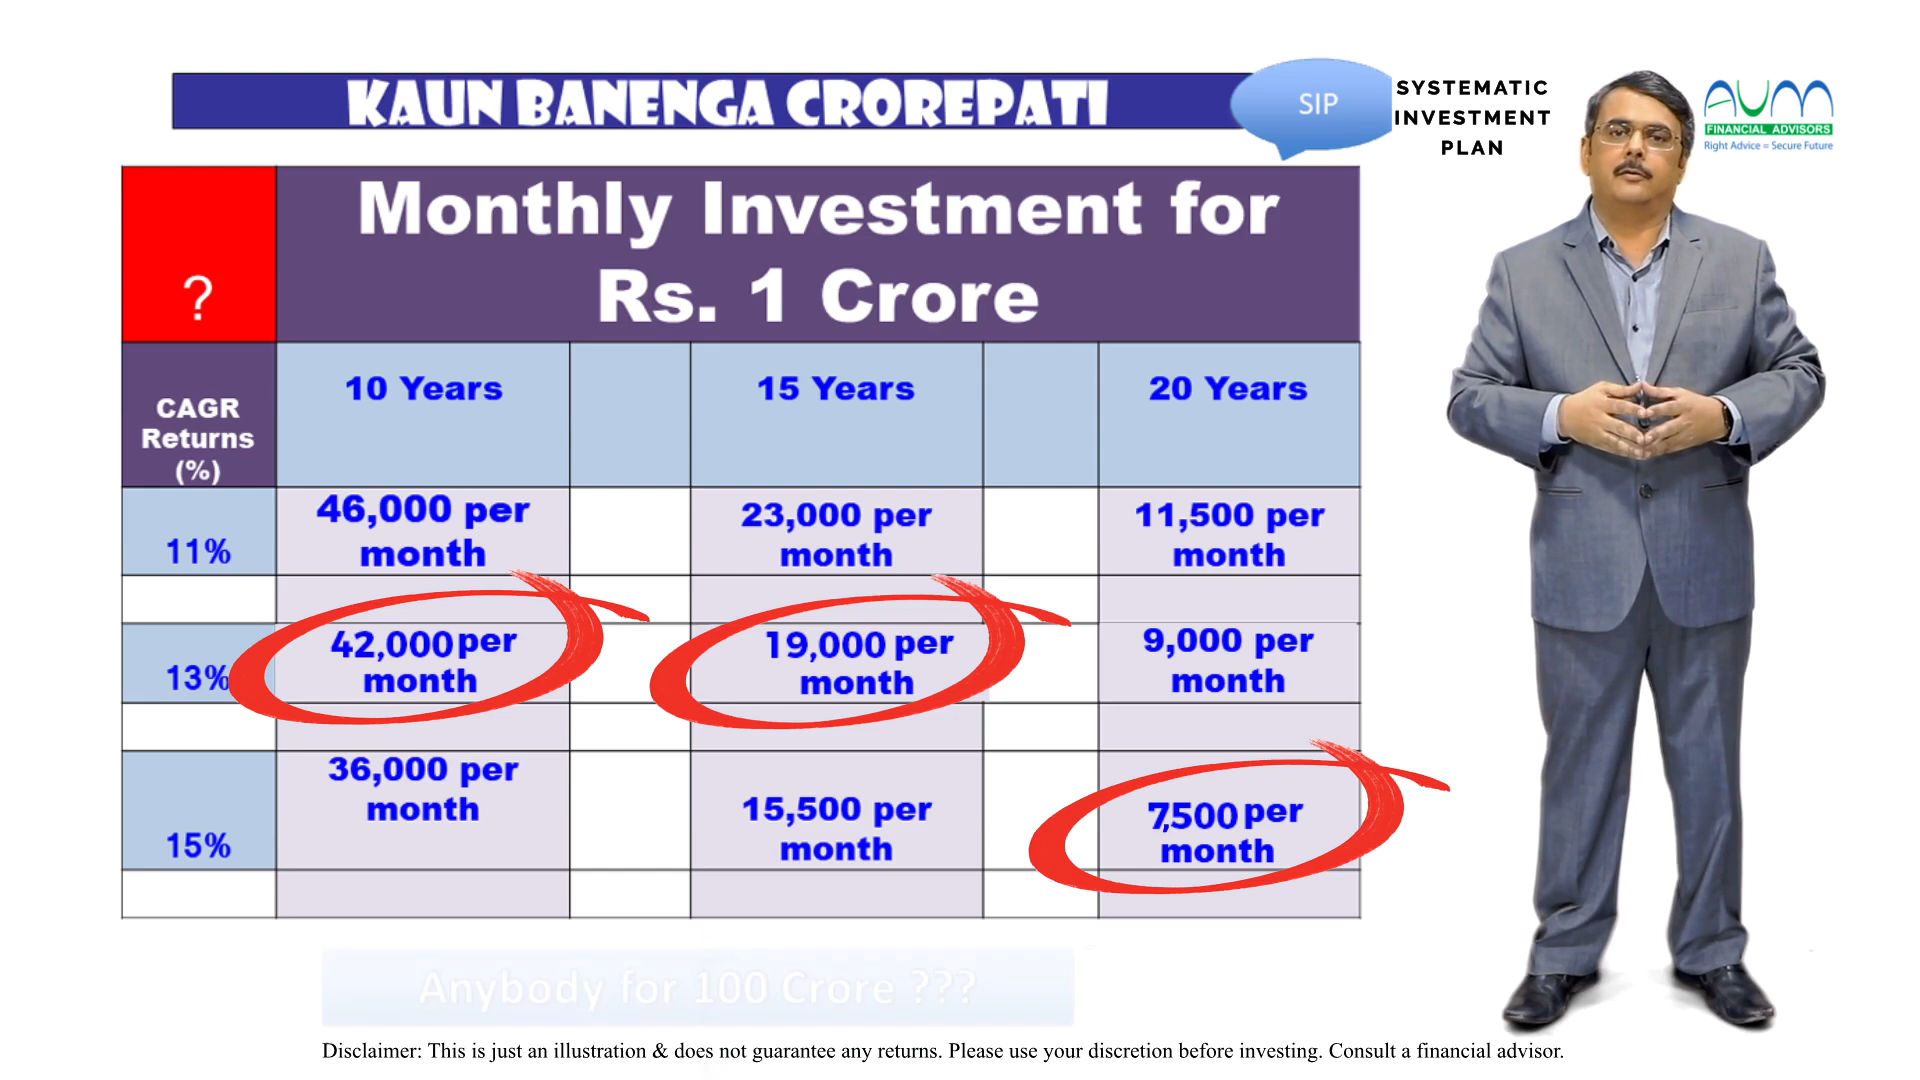 KAUN BANENGA CROREPATI
SIP
SYSTEMATIC
INVESTMENT
PLAN
AUM
FINANCIAL ADVISORS
Right Advice = Secure Future
?
Monthly Investment for
Rs. 1 Crore
CAGR
Returns
(%)
10 Years
15 Years
20 Years
11%
46,000 per
month
23,000 per
month
11,500 per
month
13%
42,000 per
month
19,000 per
month
9,000 per
month
15%
36,000 per
month
15,500 per
month
7,500 per
month
Anybody for 100 Crore ???
Disclaimer: This is just an illustration & does not guarantee any returns. Please use your discretion before investing. Consult a financial advisor.